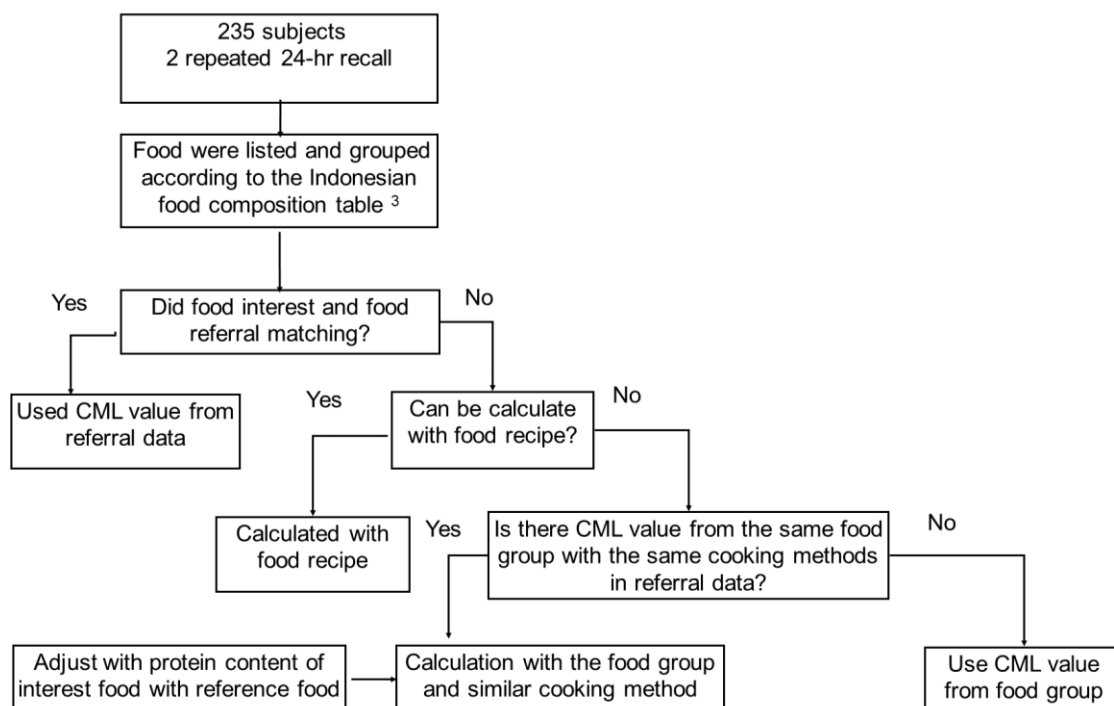 235 subjects
2 repeated 24-hr recall
Food were listed and grouped
according to the Indonesian
food composition table ³
Yes
No
Did food interest and food
referral matching?
Used CML value from
referral data
Yes
No
Can be calculate
with food recipe?
Calculated with
food recipe
Yes
No
Is there CML value from the same food
group with the same cooking methods
in referral data?
Adjust with protein content of
interest food with reference food
Calculation with the food group
and similar cooking method
Use CML value
from food group